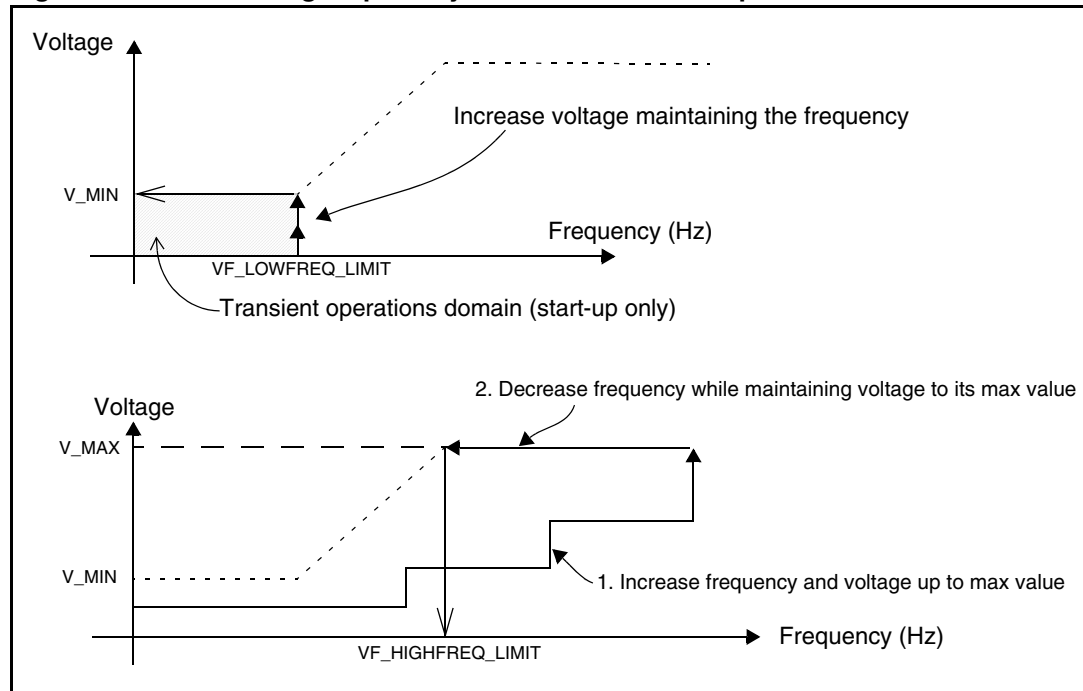 Voltage
Increase voltage maintaining the frequency
V_MIN
Frequency (Hz)
VF_LOWFREQ_LIMIT
Transient operations domain (start-up only)
2. Decrease frequency while maintaining voltage to its max value
Voltage
V_MAX
V_MIN
1. Increase frequency and voltage up to max value
Frequency (Hz)
VF_HIGHFREQ_LIMIT